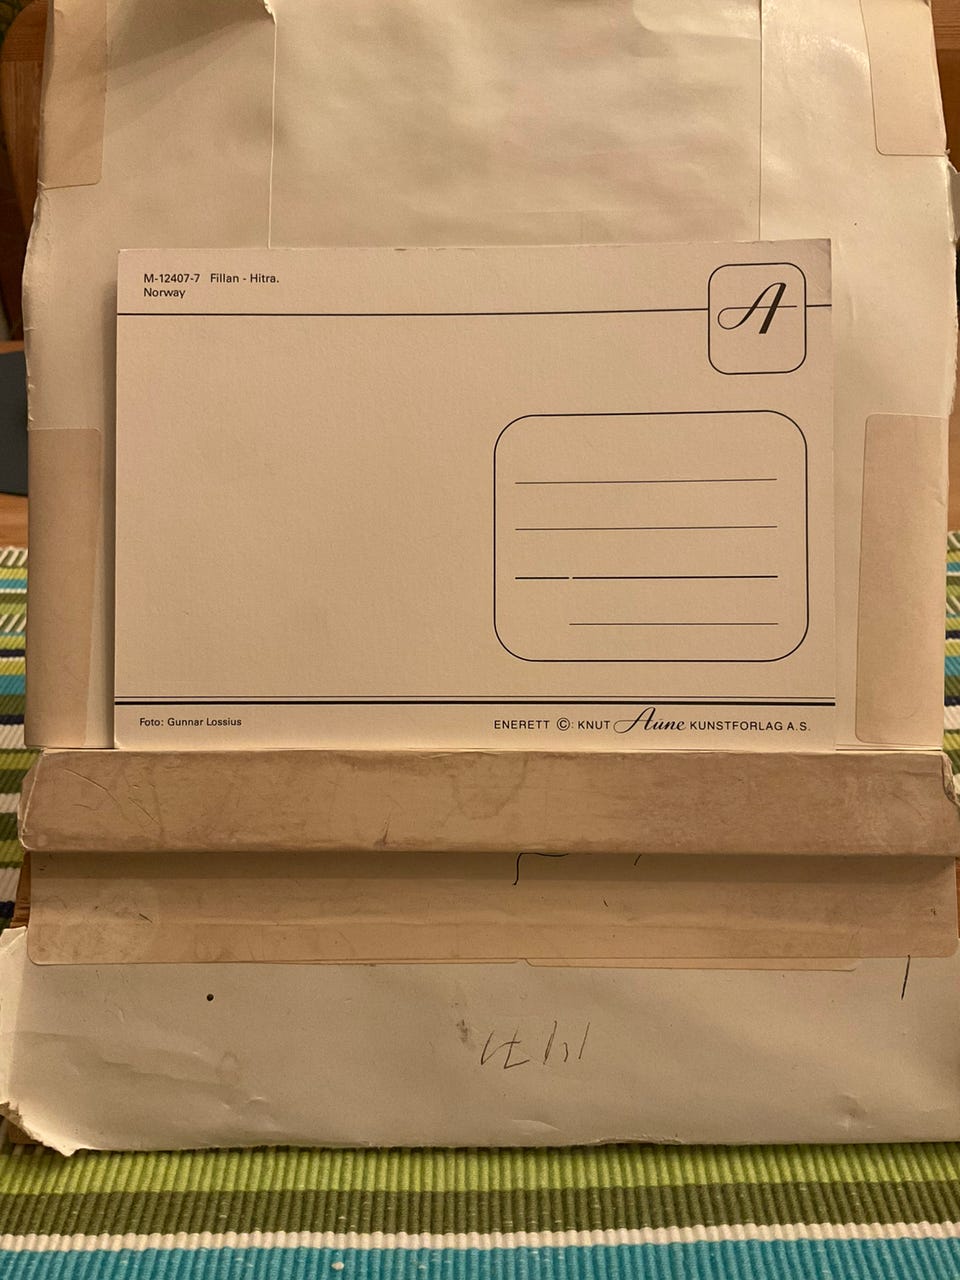 M-12407-7 Fillan - Hitra.
Norway
A
Foto: Gunnar Lossius
ENERETT ©: KNUT Aune KUNSTFORLAG A.S.